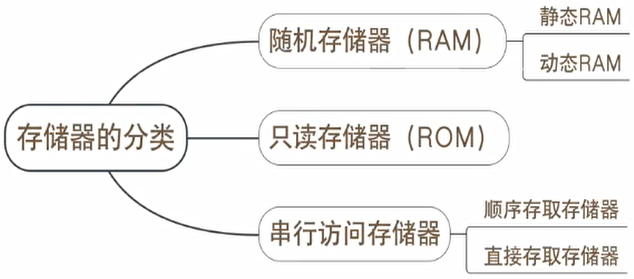 存储器的分类
随机存储器（RAM）
静态RAM
动态RAM
只读存储器（ROM）
串行访问存储器
顺序存取存储器
直接存取存储器